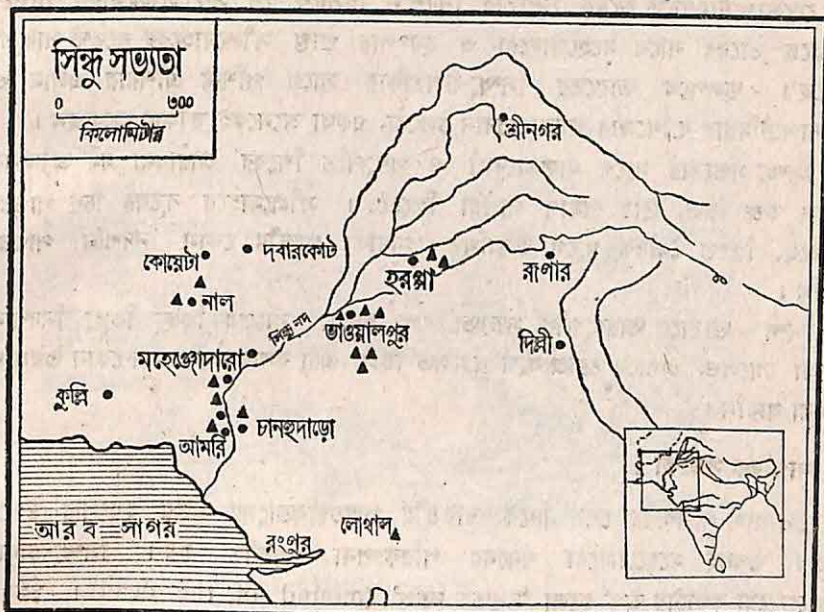 সিন্ধু সভ্যতা
০ ৩০০
কিলোমিটার
শ্রীনগর
কোয়েটা
দবারকোট
নাল
হরপ্পা
রূপার
সিন্ধু নদ
ভাওয়ালপুর
দিল্লী
মহেঞ্জোদারো
কুল্লি
চানহুদাড়ো
আমরি
আরব সাগর
রংপুর
লোথাল